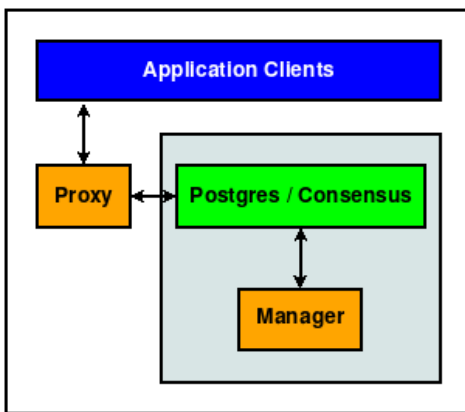 Application Clients
Proxy
Postgres / Consensus
Manager